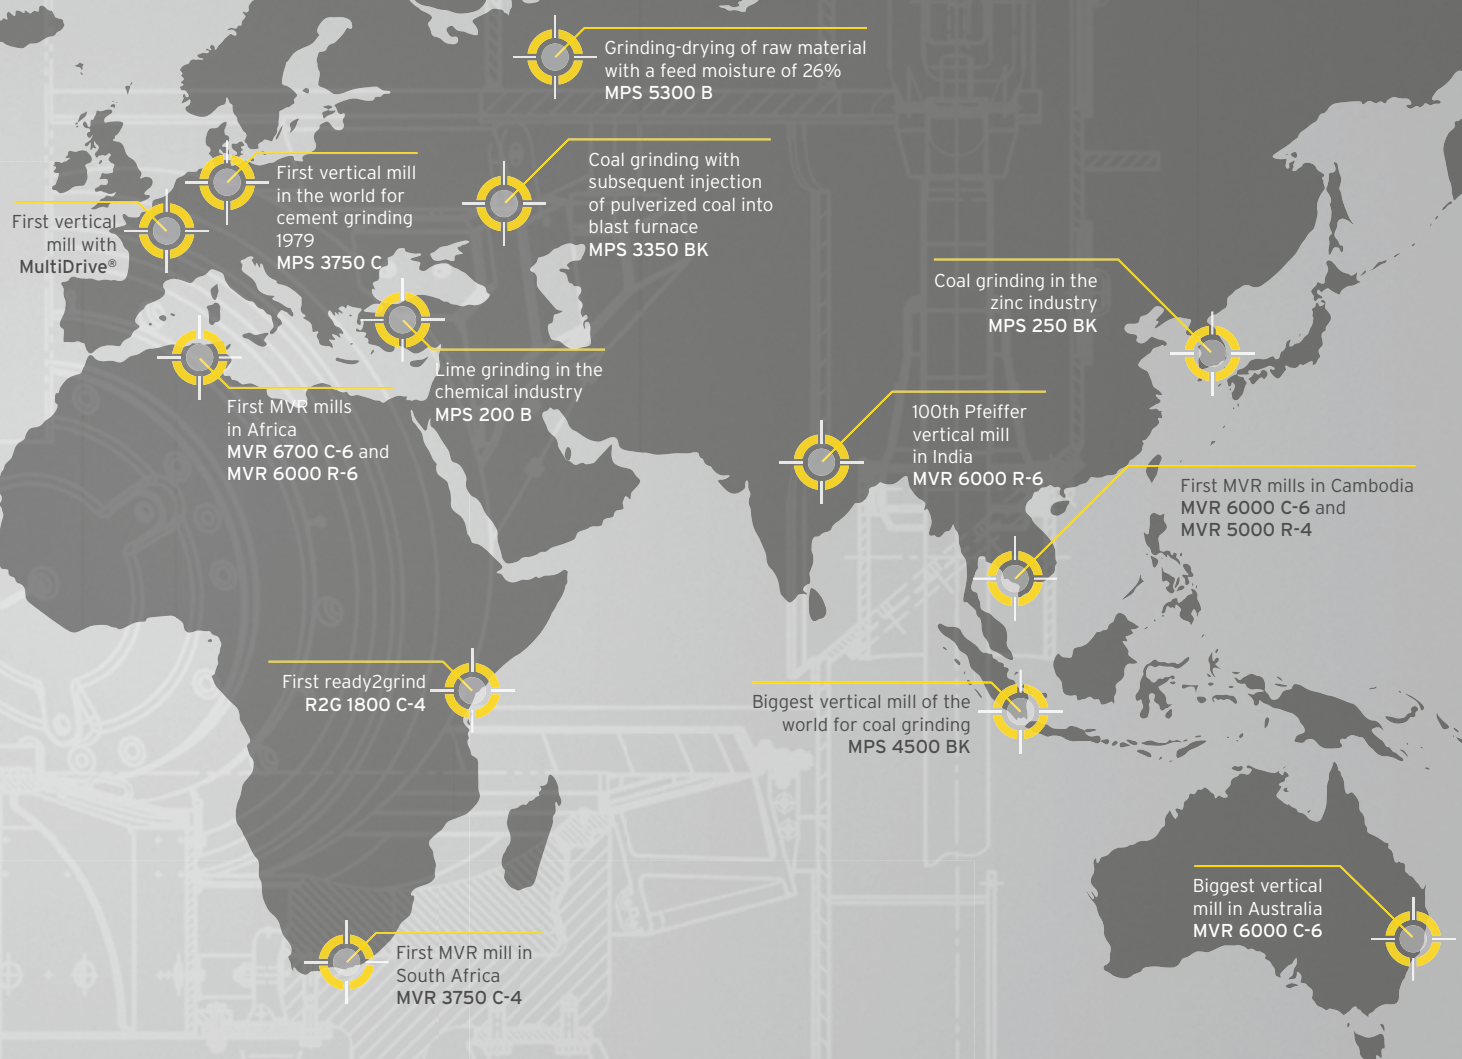 Grinding-drying of raw material
with a feed moisture of 26%
MPS 5300 B
Coal grinding with
subsequent injection
of pulverized coal into
blast furnace
MPS 3350 BK
First vertical mill
in the world for
cement grinding
1979
MPS 3750 C
First vertical
mill with
MultiDrive®
Coal grinding in the
zinc industry
MPS 250 BK
Lime grinding in the
chemical industry
MPS 200 B
First MVR mills
in Africa
MVR 6700 C-6 and
MVR 6000 R-6
100th Pfeiffer
vertical mill
in India
MVR 6000 R-6
First MVR mills in Cambodia
MVR 6000 C-6 and
MVR 5000 R-4
First ready2grind
R2G 1800 C-4
Biggest vertical mill of the
world for coal grinding
MPS 4500 BK
Biggest vertical
mill in Australia
MVR 6000 C-6
First MVR mill in
South Africa
MVR 3750 C-4